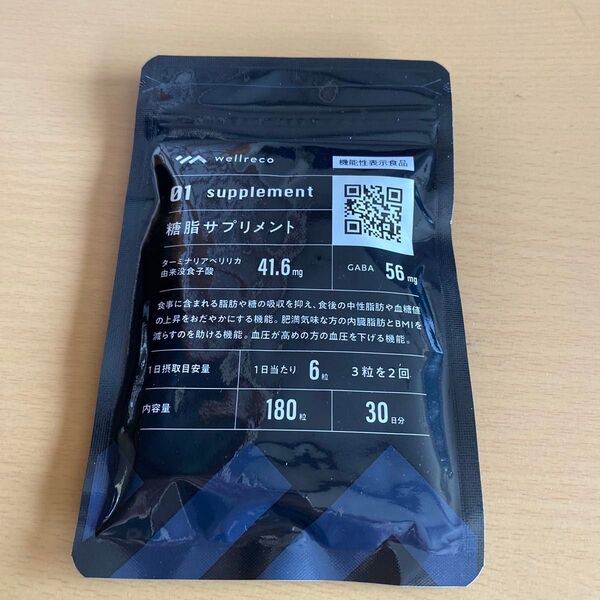 wellreco
機能性表示食品
01 supplement
糖脂サプリメント
ターミナリアベリリカ
由来没食子酸
41.6mg
GABA 56mg
食事に含まれる脂肪や糖の吸収を抑え、食後の中性脂肪や血糖値
の上昇をおだやかにする機能。肥満気味な方の内臓脂肪とBMIを
減らすのを助ける機能。血圧が高めの方の血圧を下げる機能。
1日摂取目安量 1日当たり 6粒 3粒を2回
内容量 180粒 30日分